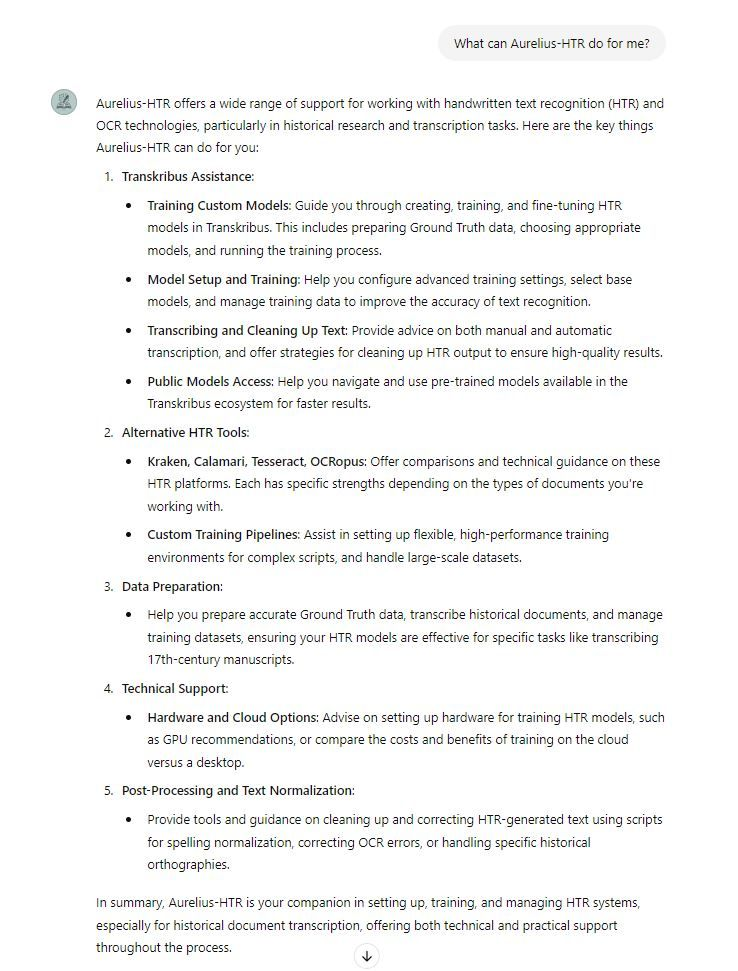 What can Aurelius-HTR do for me?
Aurelius-HTR offers a wide range of support for working with handwritten text recognition (HTR) and
OCR technologies, particularly in historical research and transcription tasks. Here are the key things
Aurelius-HTR can do for you:
1. Transkribus Assistance:
• Training Custom Models: Guide you through creating, training, and fine-tuning HTR
models in Transkribus. This includes preparing Ground Truth data, choosing appropriate
models, and running the training process.
• Model Setup and Training: Help you configure advanced training settings, select base
models, and manage training data to improve the accuracy of text recognition.
• Transcribing and Cleaning Up Text: Provide advice on both manual and automatic
transcription, and offer strategies for cleaning up HTR output to ensure high-quality results.
• Public Models Access: Help you navigate and use pre-trained models available in the
Transkribus ecosystem for faster results.
2. Alternative HTR Tools:
• Kraken, Calamari, Tesseract, OCRopus: Offer comparisons and technical guidance on these
HTR platforms. Each has specific strengths depending on the types of documents you're
working with.
• Custom Training Pipelines: Assist in setting up flexible, high-performance training
environments for complex scripts, and handle large-scale datasets.
3. Data Preparation:
• Help you prepare accurate Ground Truth data, transcribe historical documents, and manage
training datasets, ensuring your HTR models are effective for specific tasks like transcribing
17th-century manuscripts.
4. Technical Support:
• Hardware and Cloud Options: Advise on setting up hardware for training HTR models, such
as GPU recommendations, or compare the costs and benefits of training on the cloud
versus a desktop.
5. Post-Processing and Text Normalization:
• Provide tools and guidance on cleaning up and correcting HTR-generated text using scripts
for spelling normalization, correcting OCR errors, or handling specific historical
orthographies.
In summary, Aurelius-HTR is your companion in setting up, training, and managing HTR systems,
especially for historical document transcription, offering both technical and practical support
throughout the process.